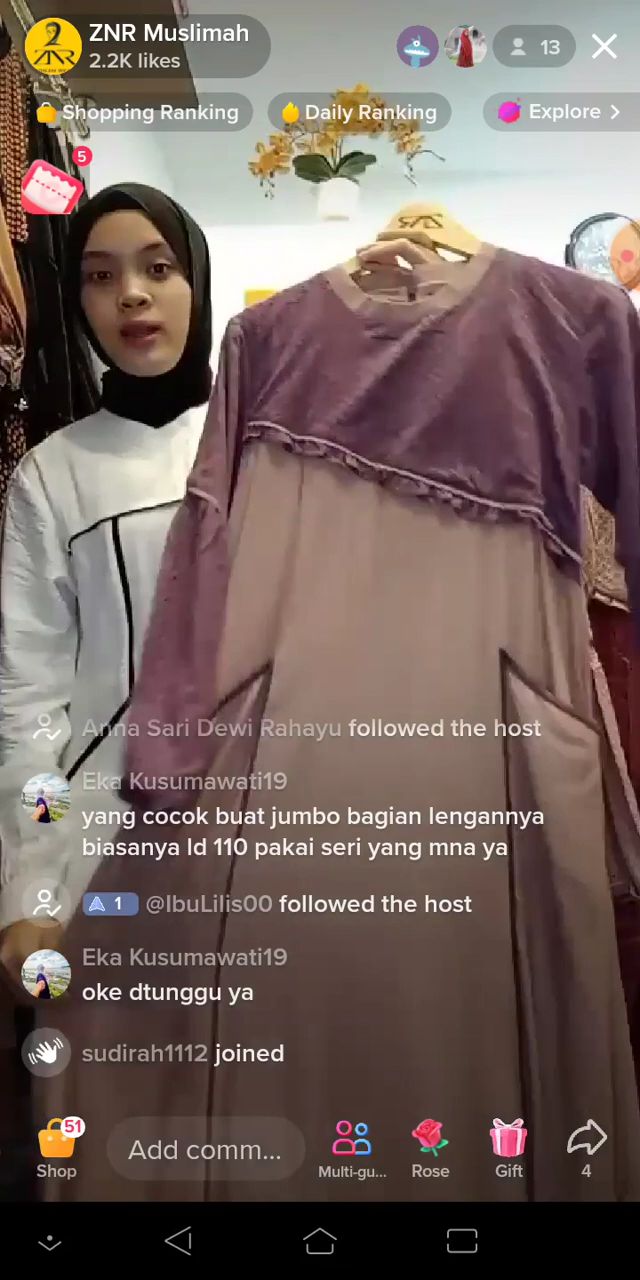 ZNR Muslimah
2.2K likes
13
Shopping Ranking
Daily Ranking
Explore >
5
ZNR
Anna Sari Dewi Rahayu followed the host
Eka Kusumawati19
yang cocok buat jumbo bagian lengannya
biasanya ld 110 pakai seri yang mna ya
1 @IbuLilis00 followed the host
Eka Kusumawati19
oke dtunggu ya
sudirah1112 joined
51
Shop
Add comm...
Multi-gu...
Rose
Gift
4